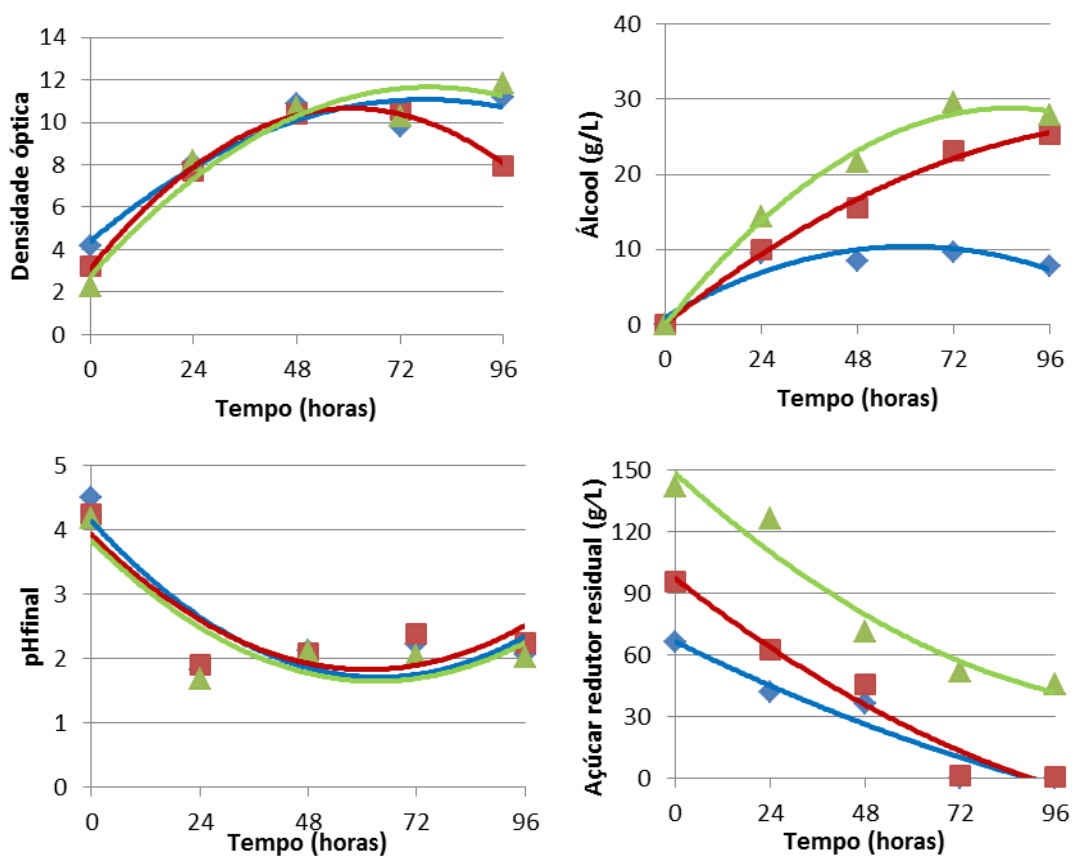 Densidade óptica
14
12
10
8
6
4
2
0
0 24 48 72 96
Tempo (horas)
Álcool (g/L)
40
30
20
10
0
0 24 48 72 96
Tempo (horas)
pHfinal
5
4
3
2
1
0
0 24 48 72 96
Tempo (horas)
Açúcar redutor residual (g/L)
150
120
90
60
30
0
0 24 48 72 96
Tempo (horas)